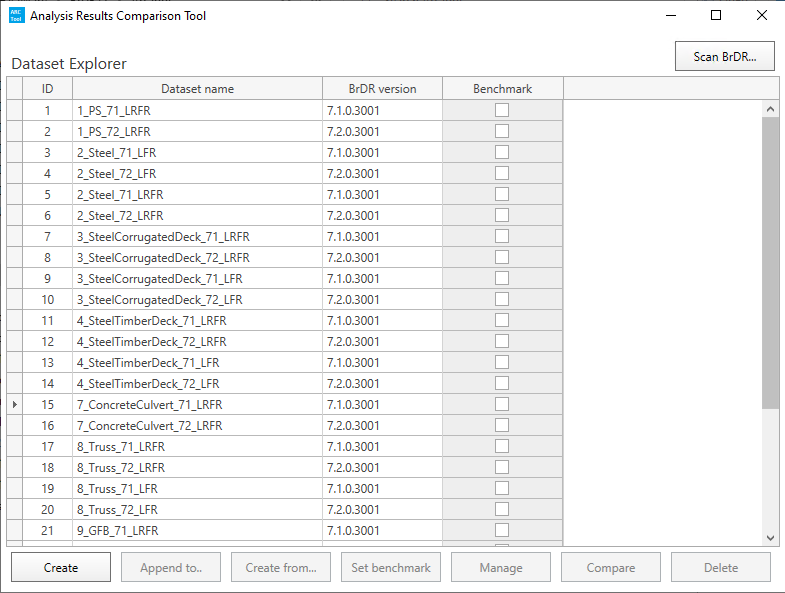 ARC
Tool
Analysis Results Comparison Tool
Scan BrDR...
Dataset Explorer
ID Dataset name BrDR version Benchmark
1 1_PS_71_LRFR 7.1.0.3001
2 1_PS_72_LRFR 7.2.0.3001
3 2_Steel_71_LFR 7.1.0.3001
4 2_Steel_72_LFR 7.2.0.3001
5 2_Steel_71_LRFR 7.1.0.3001
6 2_Steel_72_LRFR 7.2.0.3001
7 3_SteelCorrugatedDeck_71_LRFR 7.1.0.3001
8 3_SteelCorrugatedDeck_72_LRFR 7.2.0.3001
9 3_SteelCorrugatedDeck_71_LFR 7.1.0.3001
10 3_SteelCorrugatedDeck_72_LFR 7.2.0.3001
11 4_SteelTimberDeck_71_LRFR 7.1.0.3001
12 4_SteelTimberDeck_72_LRFR 7.2.0.3001
13 4_SteelTimberDeck_71_LFR 7.1.0.3001
14 4_SteelTimberDeck_72_LFR 7.2.0.3001
15 7_ConcreteCulvert_71_LRFR 7.1.0.3001
16 7_ConcreteCulvert_72_LRFR 7.2.0.3001
17 8_Truss_71_LRFR 7.1.0.3001
18 8_Truss_72_LRFR 7.2.0.3001
19 8_Truss_71_LFR 7.1.0.3001
20 8_Truss_72_LFR 7.2.0.3001
21 9_GFB_71_LRFR 7.1.0.3001
Create Append to.. Create from... Set benchmark Manage Compare Delete